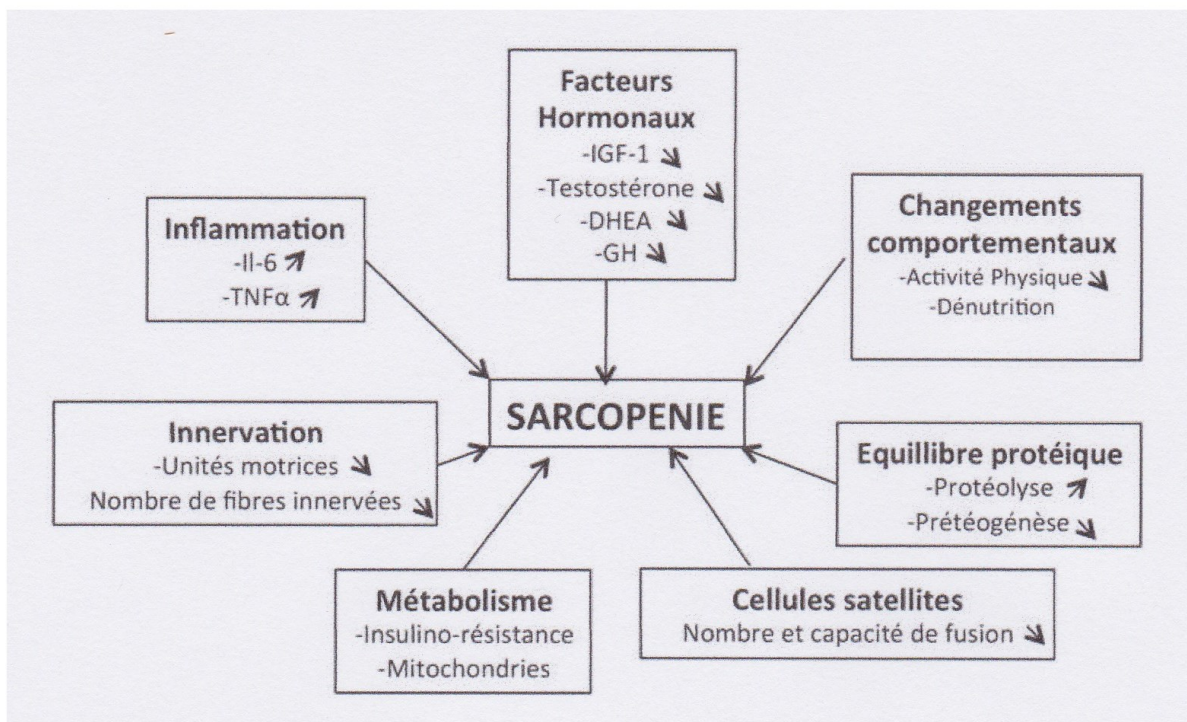 Facteurs
Hormonaux
-IGF-1 ↘
-Testostérone ↘
-DHEA ↘
-GH ↘
Inflammation
-Il-6 ↗
-TNFα ↗
Changements
comportementaux
-Activité Physique ↘
-Dénutrition
SARCOPENIE
Innervation
-Unités motrices ↘
Nombre de fibres innervées ↘
Equillibre protéique
-Protéolyse ↗
-Prétéogénèse ↘
Métabolisme
-Insulino-résistance
-Mitochondries
Cellules satellites
Nombre et capacité de fusion ↘